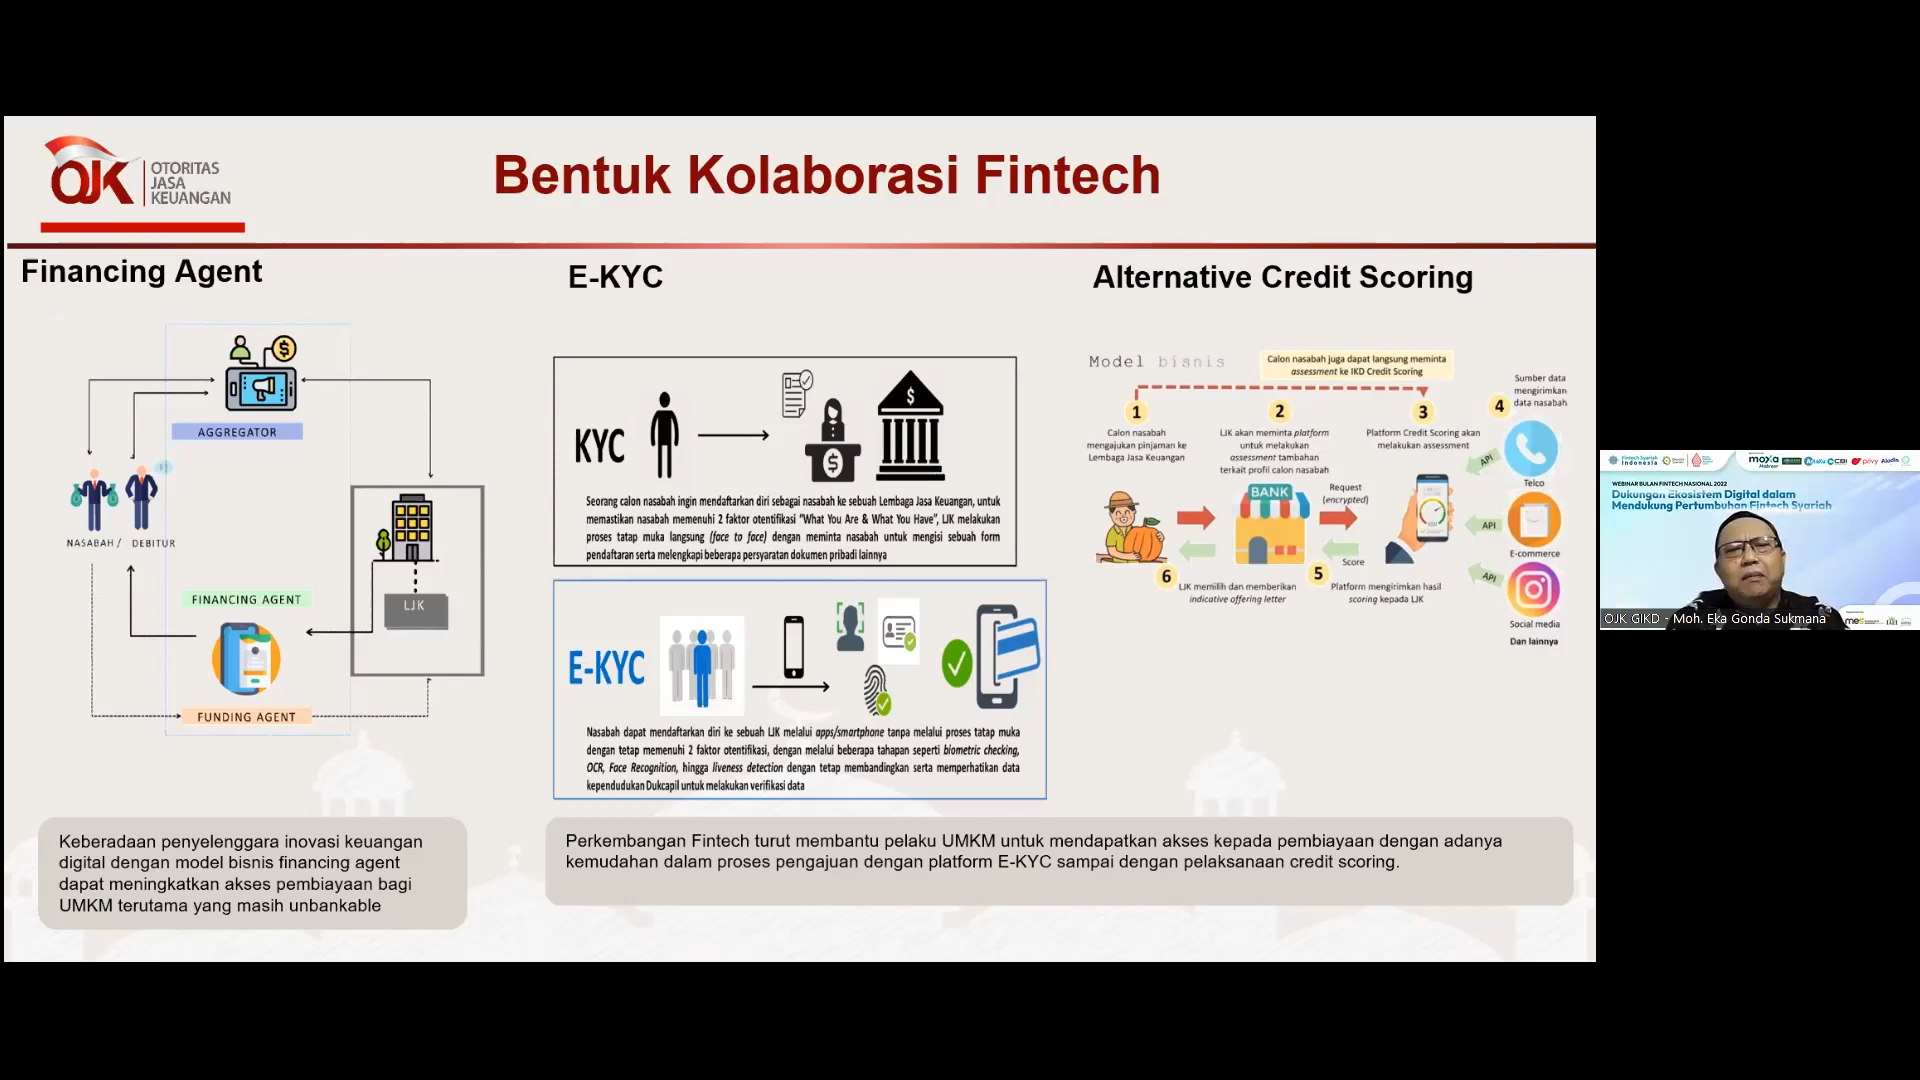 OJK
OTORITAS
JASA
KEUANGAN
Bentuk Kolaborasi Fintech
Financing Agent
AGGREGATOR
NASABAH / DEBITUR
FINANCING AGENT
LJK
FUNDING AGENT
Keberadaan penyelenggara inovasi keuangan
digital dengan model bisnis financing agent
dapat meningkatkan akses pembiayaan bagi
UMKM terutama yang masih unbankable
E-KYC
KYC
Seorang calon nasabah ingin mendaftarkan diri sebagai nasabah ke sebuah Lembaga Jasa Keuangan, untuk
memastikan nasabah memenuhi 2 faktor otentifikasi “What You Are & What You Have”, LJK melakukan
proses tatap muka langsung (face to face) dengan meminta nasabah untuk mengisi sebuah form
pendaftaran serta melengkapi beberapa persyaratan dokumen pribadi lainnya
E-KYC
Nasabah dapat mendaftarkan diri ke sebuah LJK melalui apps/smartphone tanpa melalui proses tatap muka
dengan tetap memenuhi 2 faktor otentifikasi, dengan melalui beberapa tahapan seperti biometric checking,
OCR, Face Recognition, hingga liveness detection dengan tetap membandingkan serta memperhatikan data
kependudukan Dukcapil untuk melakukan verifikasi data
Alternative Credit Scoring
Model bisnis
Calon nasabah juga dapat langsung meminta
assessment ke IKD Credit Scoring
1
Calon nasabah
mengajukan pinjaman ke
Lembaga Jasa Keuangan
2
LJK akan meminta platform
untuk melakukan
assessment tambahan
terkait profil calon nasabah
3
Platform Credit Scoring akan
melakukan assessment
4
Sumber data
mengirimkan
data nasabah
BANK
Request
(encrypted)
Score
API
Telco
API
E-commerce
API
Social media
Dan lainnya
5
Platform mengirimkan hasil
scoring kepada LJK
6
LJK memilih dan memberikan
indicative offering letter
Perkembangan Fintech turut membantu pelaku UMKM untuk mendapatkan akses kepada pembiayaan dengan adanya
kemudahan dalam proses pengajuan dengan platform E-KYC sampai dengan pelaksanaan credit scoring.
Fintech Syariah
Indonesia
moxa
CCBI
privy
WEBINAR BULAN FINTECH NASIONAL 2022
Dukungan Ekosistem Digital dalam
Mendukung Pertumbuhan Fintech Syariah
OJK GIKD - Moh. Eka Gonda Sukmana
mes